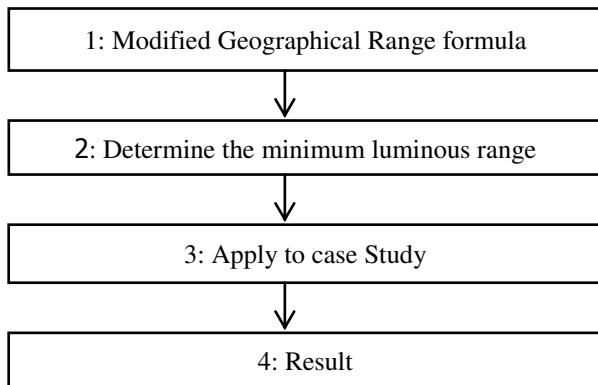 1: Modified Geographical Range formula
2: Determine the minimum luminous range
3: Apply to case Study
4: Result